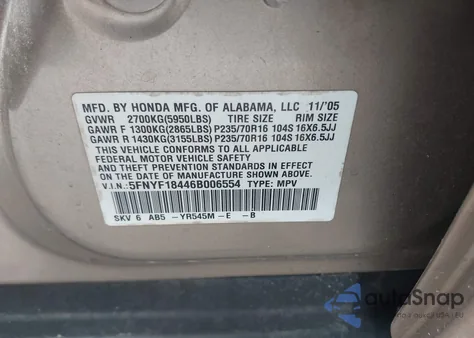 MFD. BY HONDA MFG. OF ALABAMA, LLC 11/'05
GVWR 2700KG(5950LBS) TIRE SIZE RIM SIZE
GAWR F 1300KG(2865LBS) P235/70R16 104S 16X6.5JJ
GAWR R 1430KG(3155LBS) P235/70R16 104S 16X6.5JJ
THIS VEHICLE CONFORMS TO ALL APPLICABLE
FEDERAL MOTOR VEHICLE SAFETY
AND THEFT PREVENTION STANDARDS IN EFFECT
ON THE DATE OF MANUFACTURE SHOWN ABOVE.
V.I.N.: 5FNYF18446B006554 TYPE: MPV
SKV 6 AB5 -YR545M-E -B
autoSnap